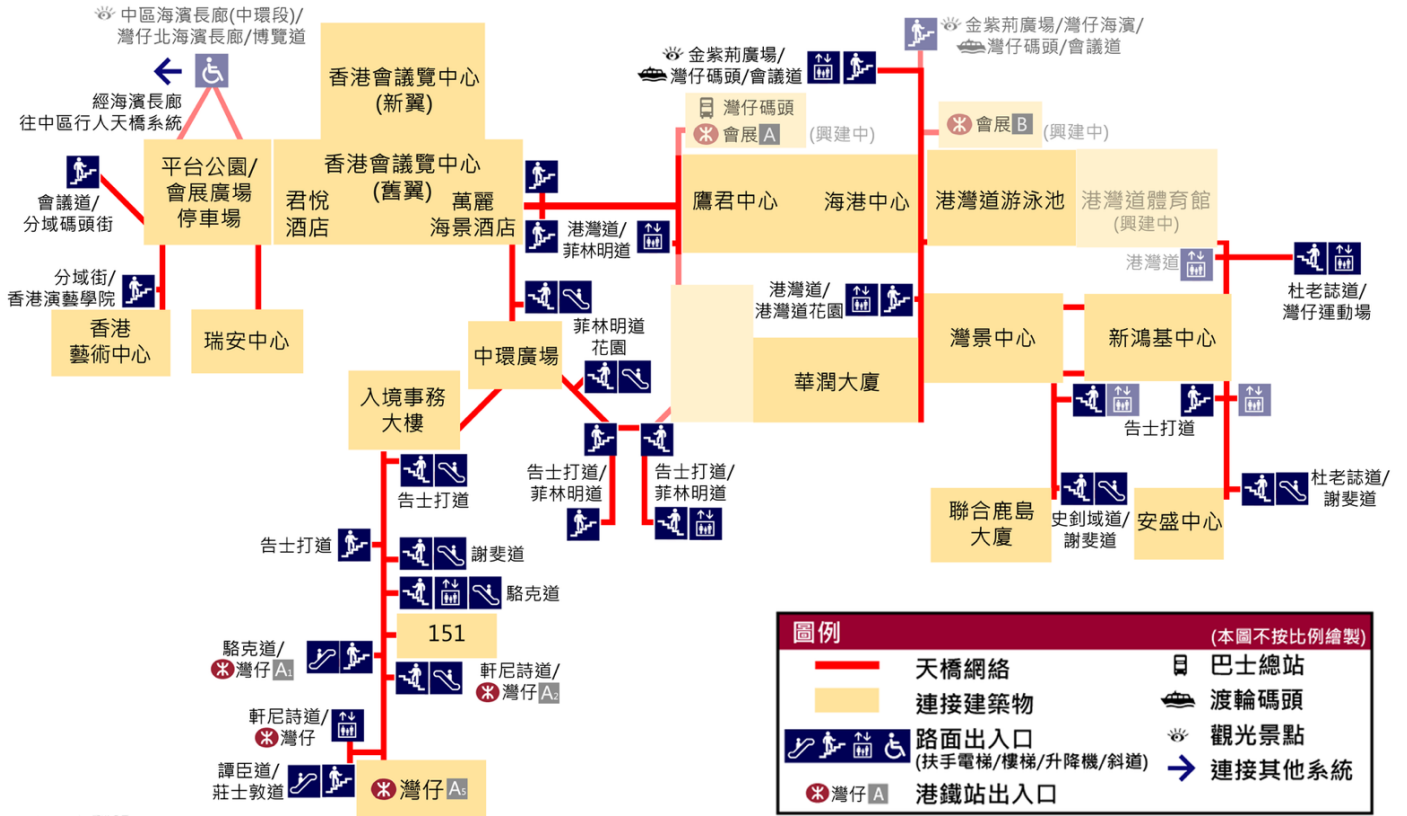 中區海濱長廊(中環段)/
灣仔北海濱長廊/博覽道
經海濱長廊
往中區行人天橋系統
會議道/
分域碼頭街
平台公園/
會展廣場
停車場
分域街/
香港演藝學院
香港
藝術中心
瑞安中心
香港會議覽中心
(新翼)
香港會議覽中心
(舊翼)
君悅
酒店
萬麗
海景酒店
金紫荊廣場/
灣仔碼頭/會議道
灣仔碼頭
會展 A (興建中)
金紫荊廣場/灣仔海濱/
灣仔碼頭/會議道
會展 B (興建中)
鷹君中心
海港中心
港灣道游泳池
港灣道體育館
(興建中)
港灣道/
菲林明道
港灣道
杜老誌道/
灣仔運動場
港灣道/
港灣道花園
菲林明道
花園
中環廣場
華潤大廈
灣景中心
新鴻基中心
入境事務
大樓
告士打道
告士打道/
菲林明道
告士打道/
菲林明道
告士打道
聯合鹿島
大廈
史釗域道/
謝斐道
安盛中心
杜老誌道/
謝斐道
告士打道
謝斐道
駱克道
151
駱克道/
灣仔 A1
軒尼詩道/
灣仔 A2
軒尼詩道/
灣仔
譚臣道/
莊士敦道
灣仔 A5
圖例
(本圖不按比例繪製)
天橋網絡
連接建築物
路面出入口
(扶手電梯/樓梯/升降機/斜道)
灣仔 A 港鐵站出入口
巴士總站
渡輪碼頭
觀光景點
連接其他系統